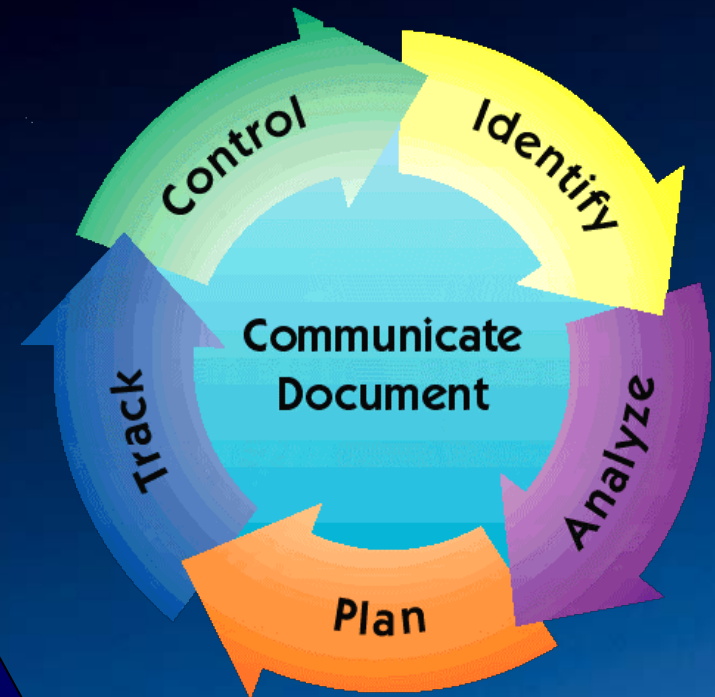 Control
Identify
Communicate
Document
Track
Analyze
Plan